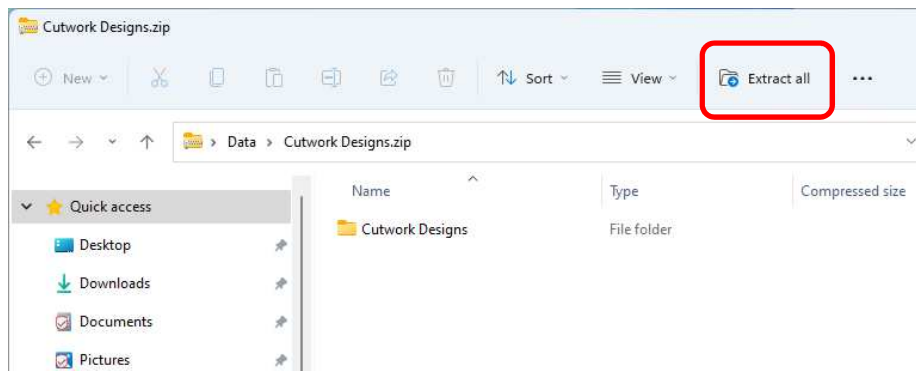 Cutwork Designs.zip
New
Sort
View
Extract all
Data > Cutwork Designs.zip
Name
Type
Compressed size
Quick access
Cutwork Designs
File folder
Desktop
Downloads
Documents
Pictures